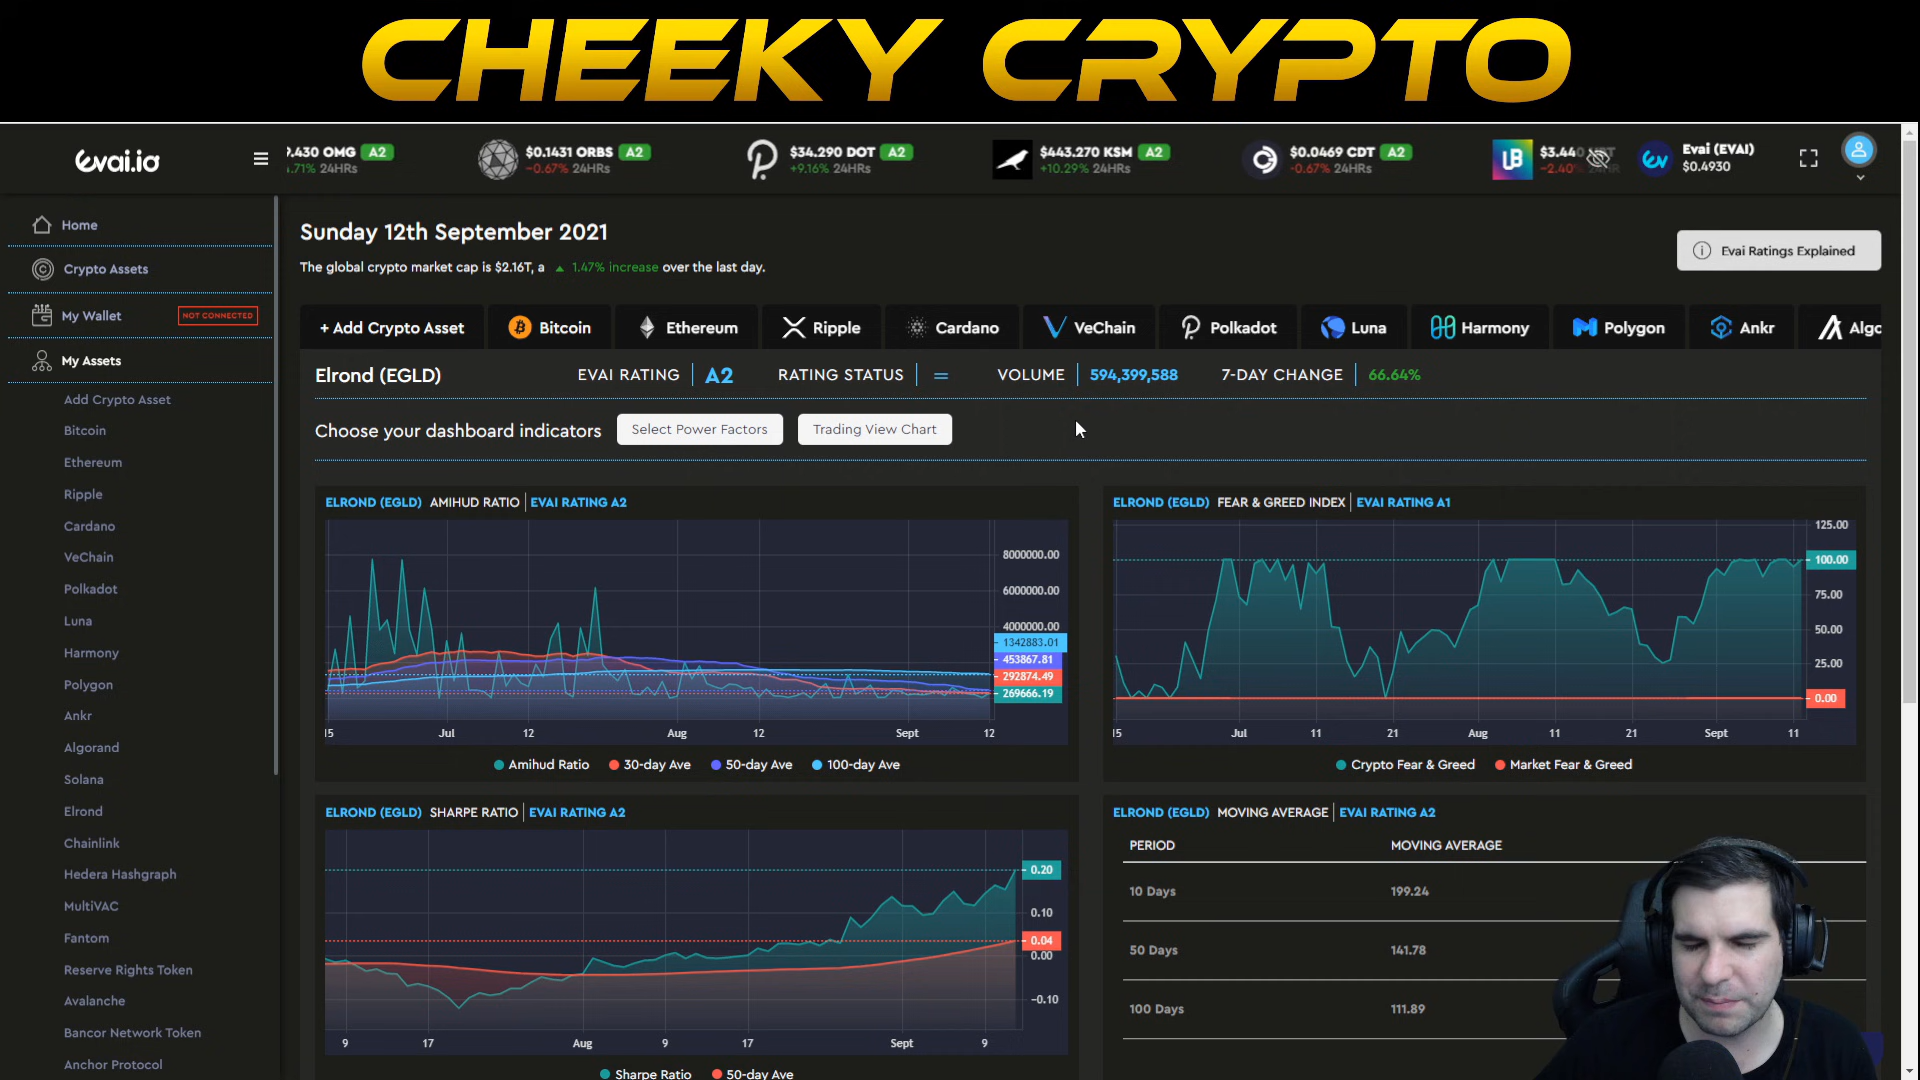 CHEEKY CRYPTO
evai.io
.430 OMG A2
.71% 24HRs
$0.1431 ORBS A2
-0.67% 24HRs
$34.290 DOT A2
+9.16% 24HRs
$443.270 KSM A2
+10.29% 24HRs
$0.0469 CDT A2
-0.67% 24HRs
UB
$3.44
-2.40%
ev
Evai (EVAI)
$0.4930
Home
Crypto Assets
My Wallet
NOT CONNECTED
My Assets
Add Crypto Asset
Bitcoin
Ethereum
Ripple
Cardano
VeChain
Polkadot
Luna
Harmony
Polygon
Ankr
Algorand
Solana
Elrond
Chainlink
Hedera Hashgraph
MultiVAC
Fantom
Reserve Rights Token
Avalanche
Bancor Network Token
Anchor Protocol
Sunday 12th September 2021
The global crypto market cap is $2.16T, a ▲ 1.47% increase over the last day.
Evai Ratings Explained
+ Add Crypto Asset
Bitcoin
Ethereum
Ripple
Cardano
VeChain
Polkadot
Luna
Harmony
Polygon
Ankr
Algo
Elrond (EGLD)
EVAI RATING | A2
RATING STATUS | =
VOLUME | 594,399,588
7-DAY CHANGE | 66.64%
Choose your dashboard indicators
Select Power Factors
Trading View Chart
ELROND (EGLD) AMIHUD RATIO | EVAI RATING A2
8000000.00
6000000.00
4000000.00
1342883.01
453867.81
292874.49
269666.19
15 Jul 12 Aug 12 Sept 12
Amihud Ratio 30-day Ave 50-day Ave 100-day Ave
ELROND (EGLD) FEAR & GREED INDEX | EVAI RATING A1
125.00
100.00
75.00
50.00
25.00
0.00
15 Jul 11 21 Aug 11 21 Sept 11
Crypto Fear & Greed Market Fear & Greed
ELROND (EGLD) SHARPE RATIO | EVAI RATING A2
0.20
0.10
0.04
0.00
-0.10
9 17 Aug 9 17 Sept 9
Sharpe Ratio 50-day Ave
ELROND (EGLD) MOVING AVERAGE | EVAI RATING A2
PERIOD MOVING AVERAGE
10 Days 199.24
50 Days 141.78
100 Days 111.89